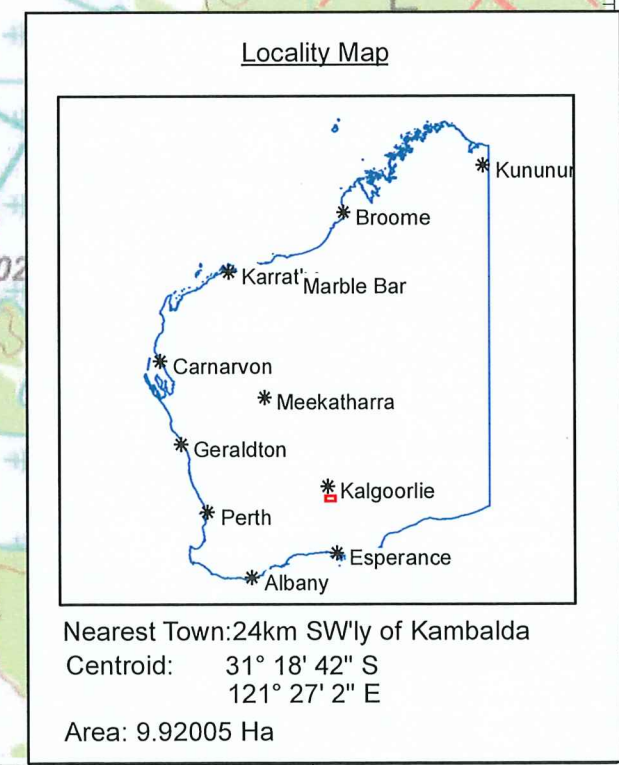 Locality Map
Kununur
Broome
Karrat'
Marble Bar
Carnarvon
Meekatharra
Geraldton
Kalgoorlie
Perth
Esperance
Albany
Nearest Town:24km SW'ly of Kambalda
Centroid: 31° 18' 42" S
121° 27' 2" E
Area: 9.92005 Ha
02